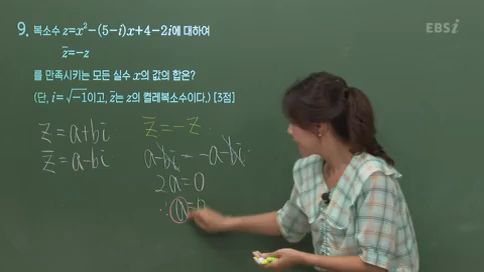 EBSi
9. 복소수 z=x²-(5-i)x+4-2i에 대하여
z̄=-z
를 만족시키는 모든 실수 x의 값의 합은?
(단, i=√-1이고, z̄는 z의 켤레복소수이다.) [3점]
z=a+bi
z̄=a-bi
z̄=-z
a-bi=-a-bi
2a=0
∴ a=0